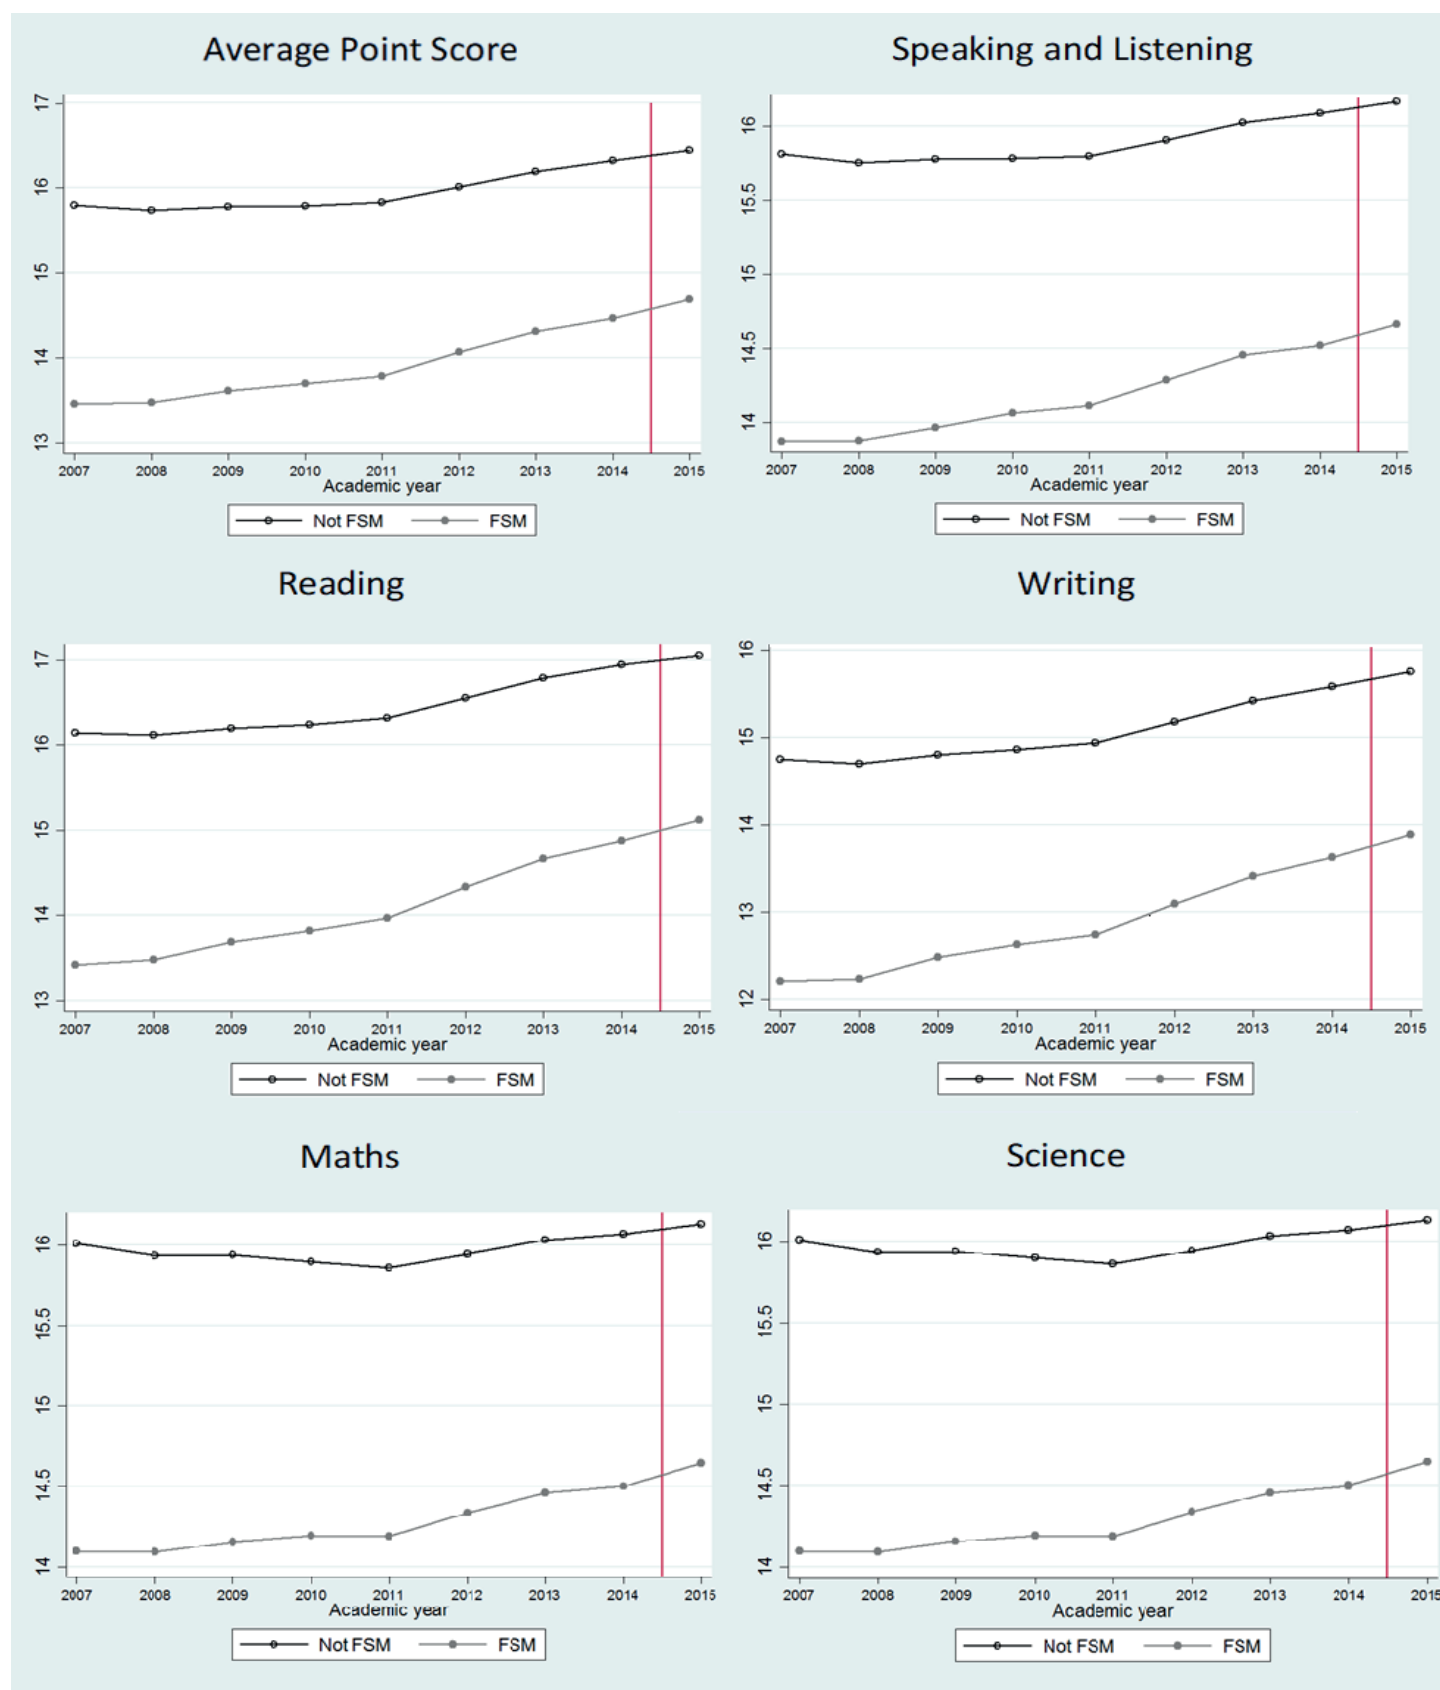 Average Point Score
17
16
15
14
13
2007 2008 2009 2010 2011 2012 2013 2014 2015
Academic year
Not FSM FSM
Speaking and Listening
16
15.5
15
14.5
14
2007 2008 2009 2010 2011 2012 2013 2014 2015
Academic year
Not FSM FSM
Reading
17
16
15
14
13
2007 2008 2009 2010 2011 2012 2013 2014 2015
Academic year
Not FSM FSM
Writing
16
15
14
13
12
2007 2008 2009 2010 2011 2012 2013 2014 2015
Academic year
Not FSM FSM
Maths
16
15.5
15
14.5
14
2007 2008 2009 2010 2011 2012 2013 2014 2015
Academic year
Not FSM FSM
Science
16
15.5
15
14.5
14
2007 2008 2009 2010 2011 2012 2013 2014 2015
Academic year
Not FSM FSM